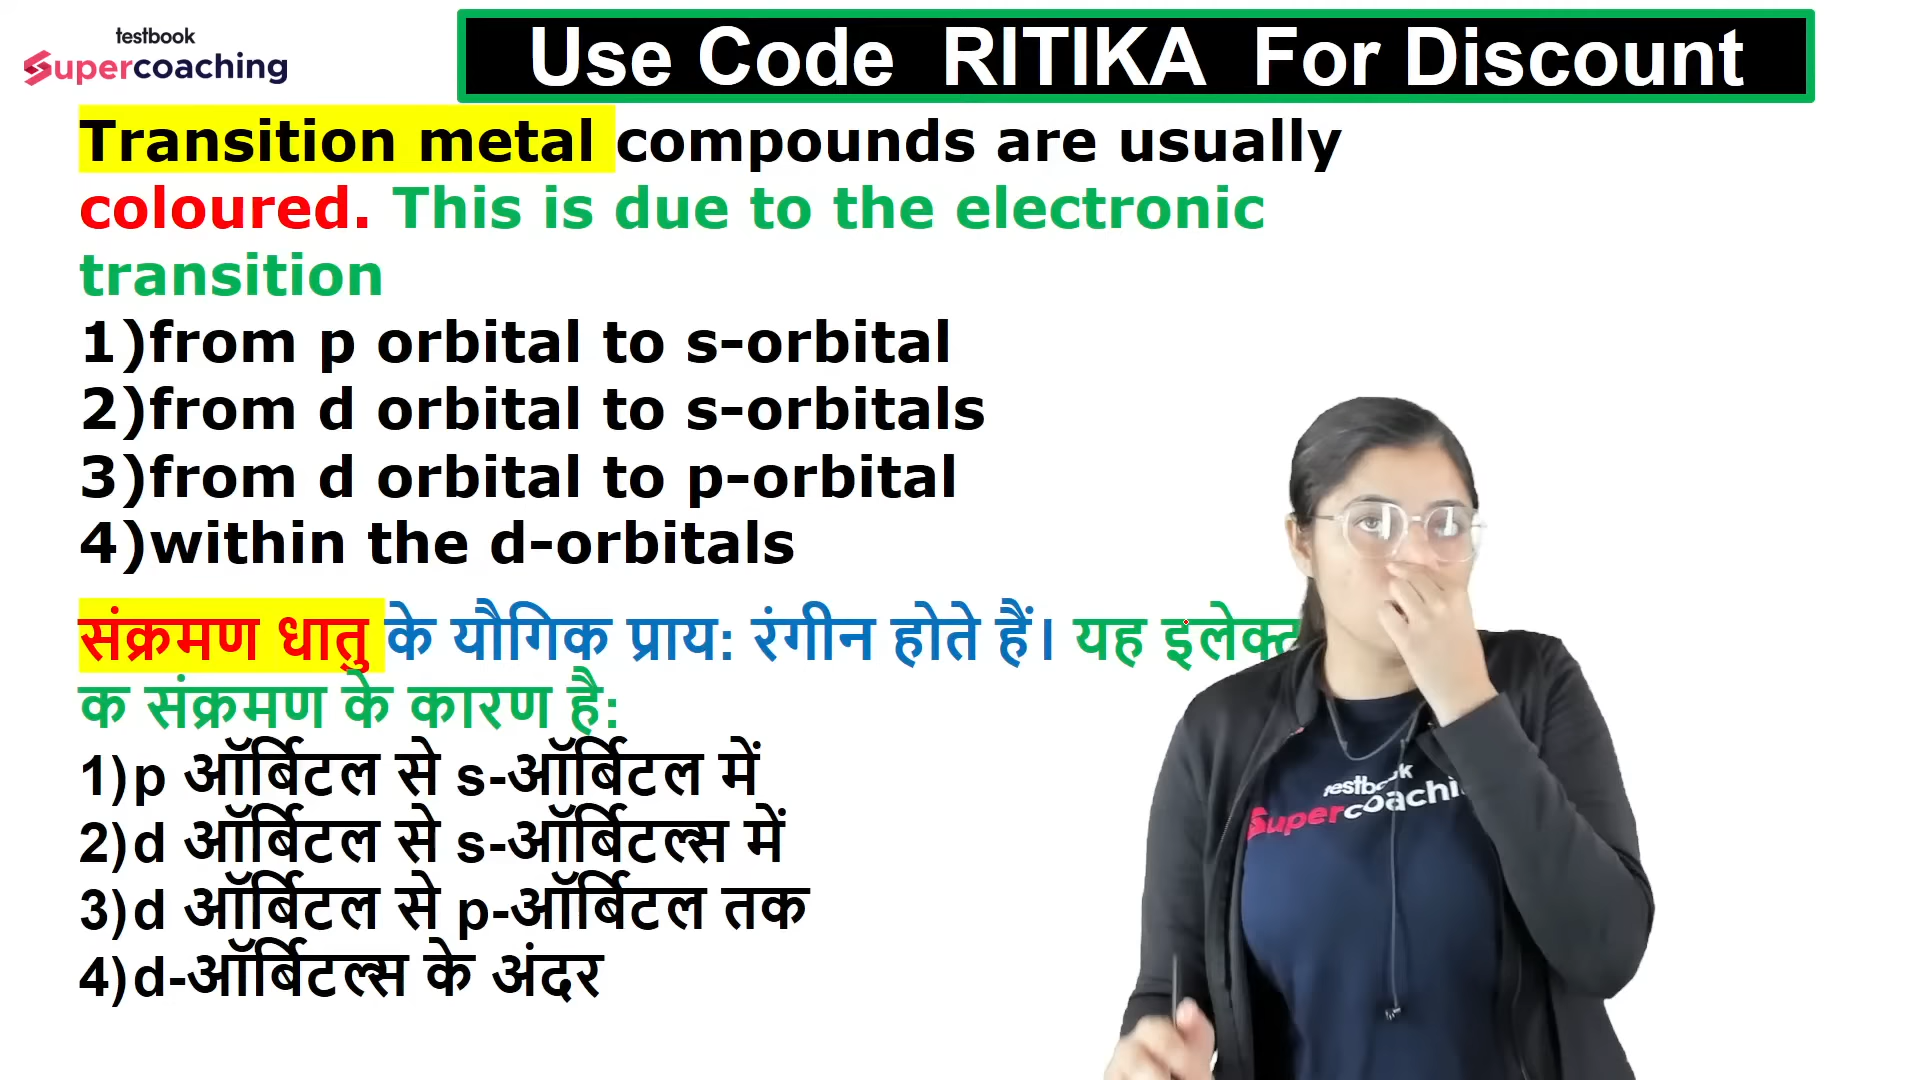 testbook
Supercoaching
Use Code RITIKA For Discount
Transition metal compounds are usually
coloured. This is due to the electronic
transition
1)from p orbital to s-orbital
2)from d orbital to s-orbitals
3)from d orbital to p-orbital
4)within the d-orbitals
संक्रमण धातु के यौगिक प्राय: रंगीन होते हैं। यह
क संक्रमण के कारण है:
1)p ऑर्बिटल से s-ऑर्बिटल में
2)d ऑर्बिटल से s-ऑर्बिटल्स में
3)d ऑर्बिटल से p-ऑर्बिटल तक
4)d-ऑर्बिटल्स के अंदर
testbook
Supercoachi